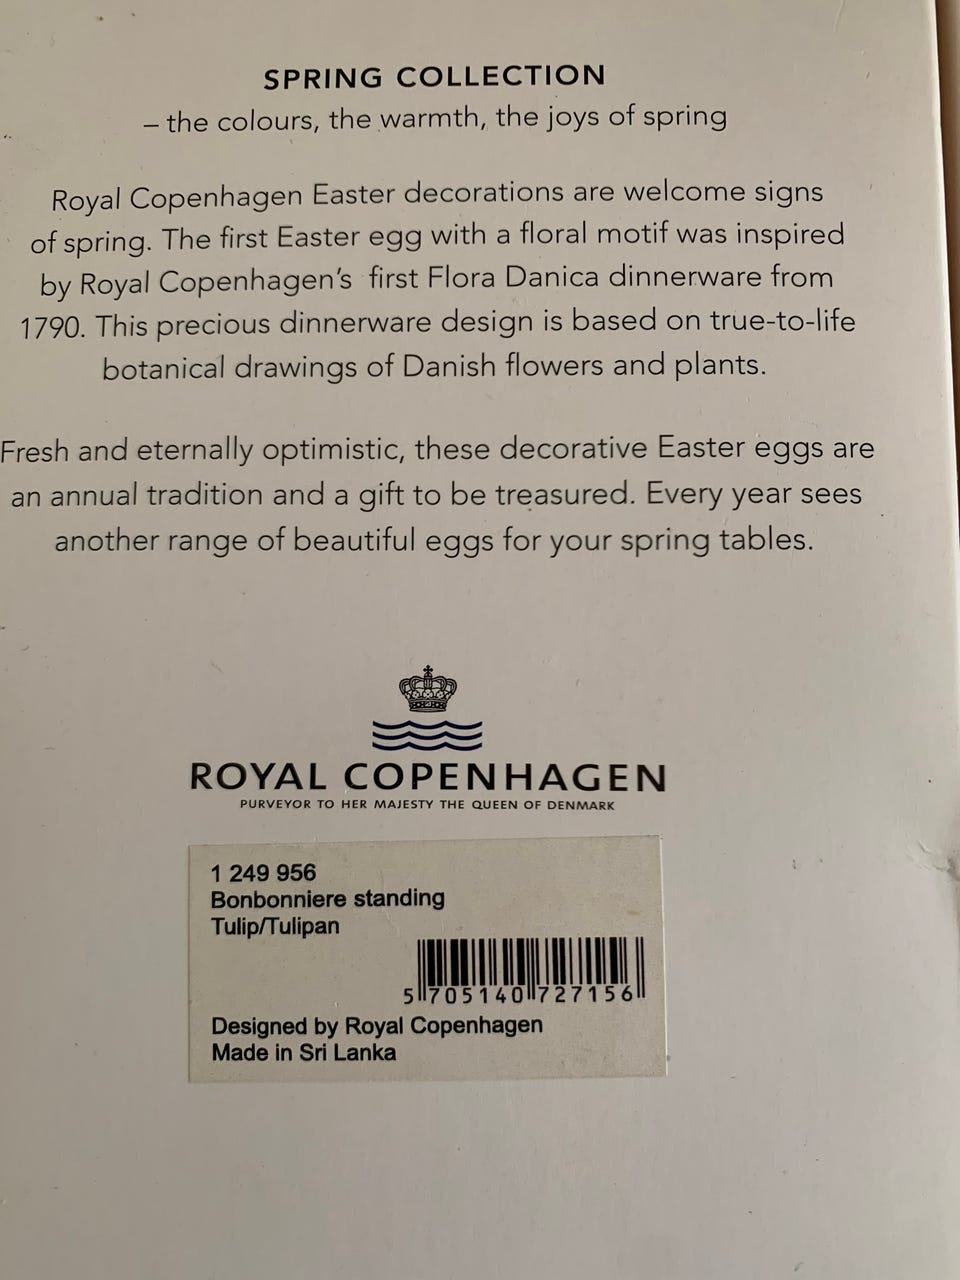 SPRING COLLECTION
– the colours, the warmth, the joys of spring
Royal Copenhagen Easter decorations are welcome signs
of spring. The first Easter egg with a floral motif was inspired
by Royal Copenhagen's first Flora Danica dinnerware from
1790. This precious dinnerware design is based on true-to-life
botanical drawings of Danish flowers and plants.
Fresh and eternally optimistic, these decorative Easter eggs are
an annual tradition and a gift to be treasured. Every year sees
another range of beautiful eggs for your spring tables.
ROYAL COPENHAGEN
PURVEYOR TO HER MAJESTY THE QUEEN OF DENMARK
1 249 956
Bonbonniere standing
Tulip/Tulipan
5 705140 727156
Designed by Royal Copenhagen
Made in Sri Lanka